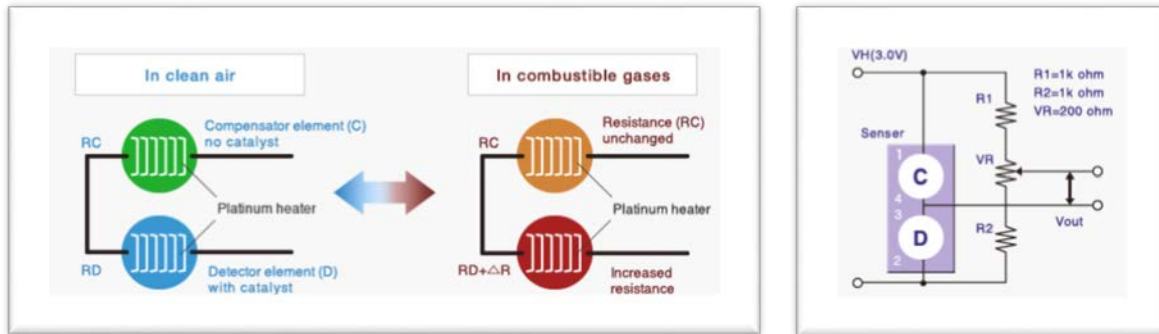 In clean air
In combustible gases
RC
Compensator element (C)
no catalyst
Platinum heater
RD
Detector element (D)
with catalyst
RC
Resistance (RC)
unchanged
Platinum heater
RD+△R
Increased
resistance
VH(3.0V)
R1=1k ohm
R2=1k ohm
VR=200 ohm
R1
Senser
1
C
4
VR
3
D
2
R2
Vout